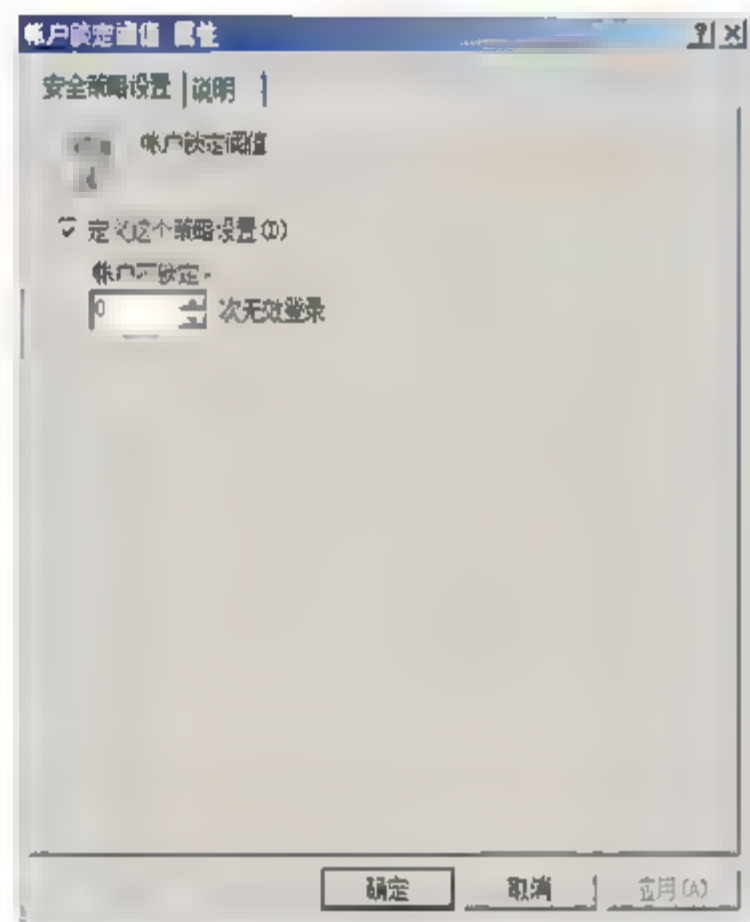 帐户锁定阈值 属性
安全策略设置 说明
帐户锁定阈值
定义这个策略设置(D)
帐户不锁定。
0 次无效登录
确定 取消 应用(A)